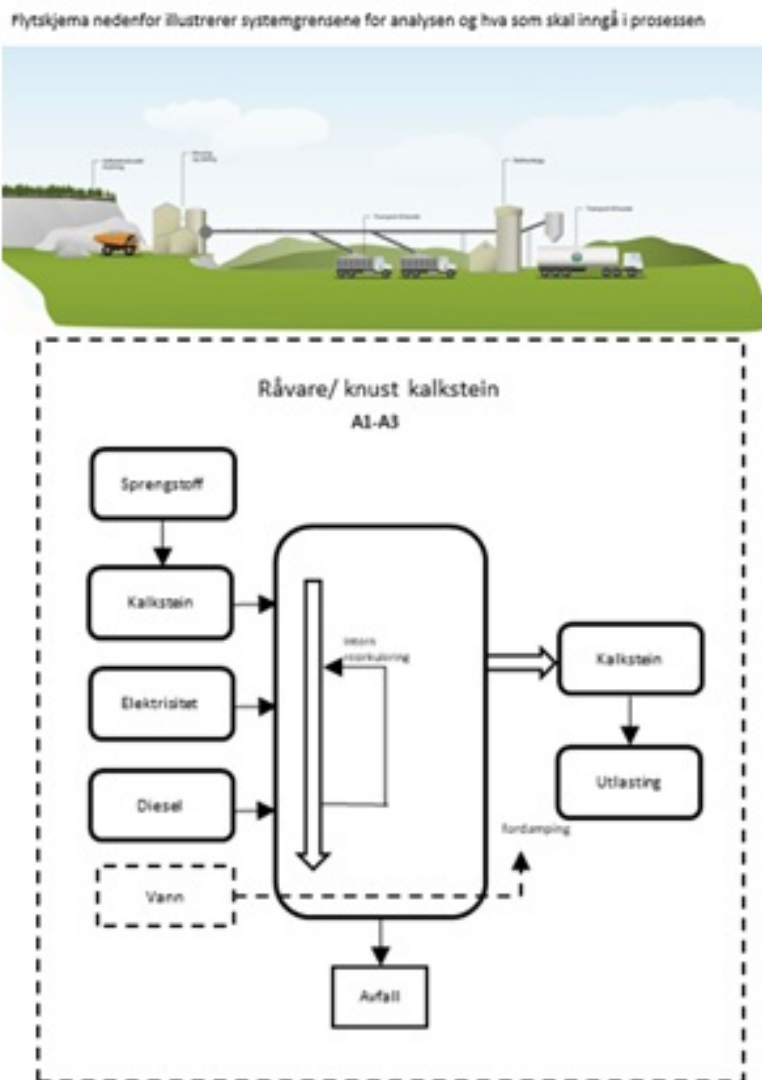 Flytskjema nedenfor illustrerer systemgrensene for analysen og hva som skal inngå i prosessen
Råvare/ knust kalkstein
A1-A3
Sprengstoff
Kalkstein
Elektrisitet
Diesel
Vann
Intern
resirkulering
Kalkstein
Utlasting
fordamping
Avfall